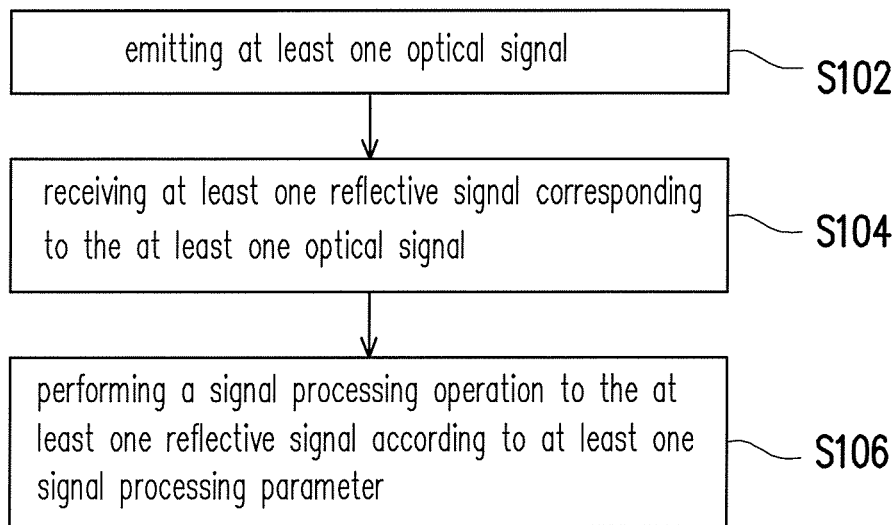 emitting at least one optical signal
S102
receiving at least one reflective signal corresponding
to the at least one optical signal
S104
performing a signal processing operation to the at
least one reflective signal according to at least one
signal processing parameter
S106